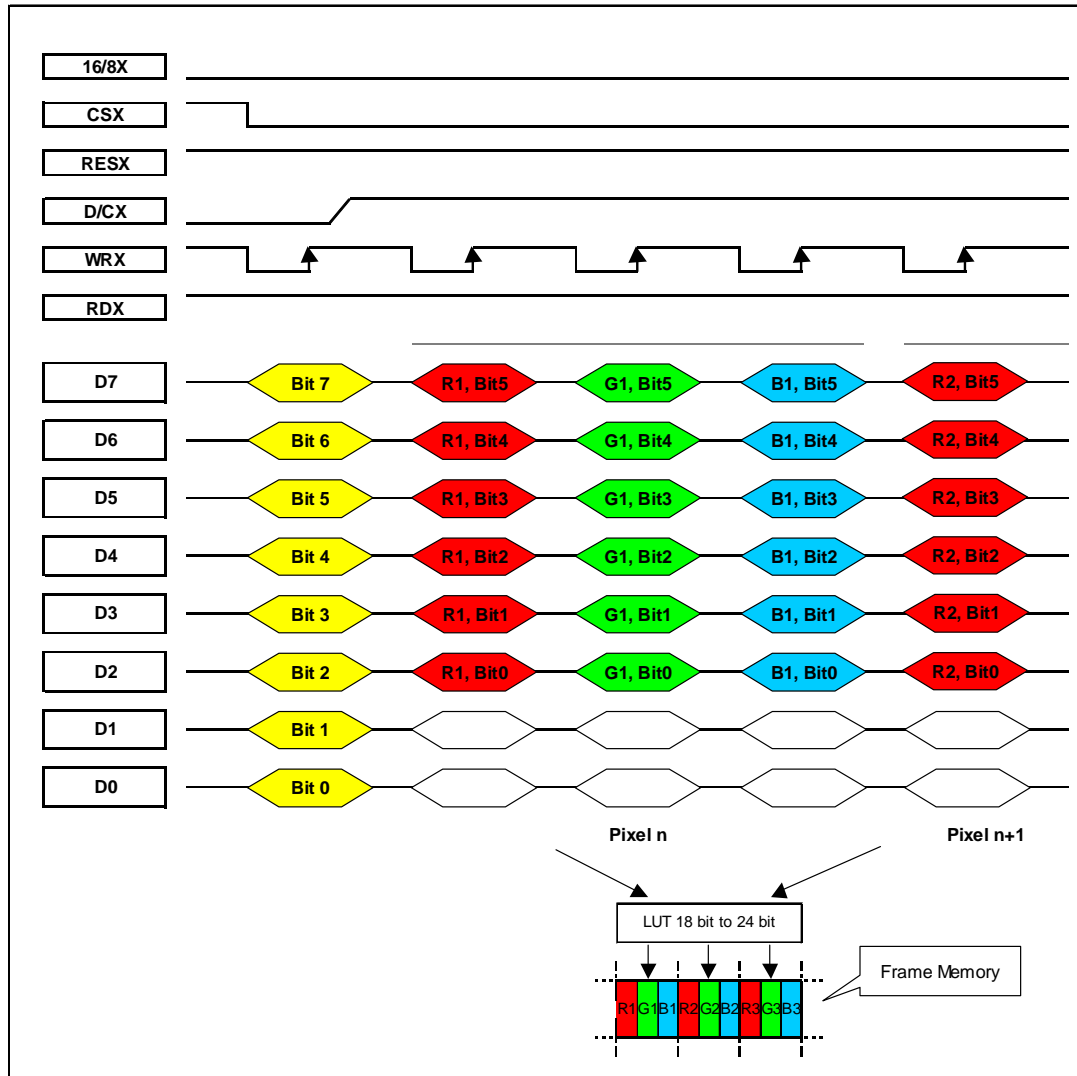 16/8X
CSX
RESX
D/CX
WRX
RDX
D7 Bit 7 R1, Bit5 G1, Bit5 B1, Bit5 R2, Bit5
D6 Bit 6 R1, Bit4 G1, Bit4 B1, Bit4 R2, Bit4
D5 Bit 5 R1, Bit3 G1, Bit3 B1, Bit3 R2, Bit3
D4 Bit 4 R1, Bit2 G1, Bit2 B1, Bit2 R2, Bit2
D3 Bit 3 R1, Bit1 G1, Bit1 B1, Bit1 R2, Bit1
D2 Bit 2 R1, Bit0 G1, Bit0 B1, Bit0 R2, Bit0
D1 Bit 1
D0 Bit 0
Pixel n Pixel n+1
LUT 18 bit to 24 bit
Frame Memory
R1 G1 B1 R2 G2 B2 R3 G3 B3